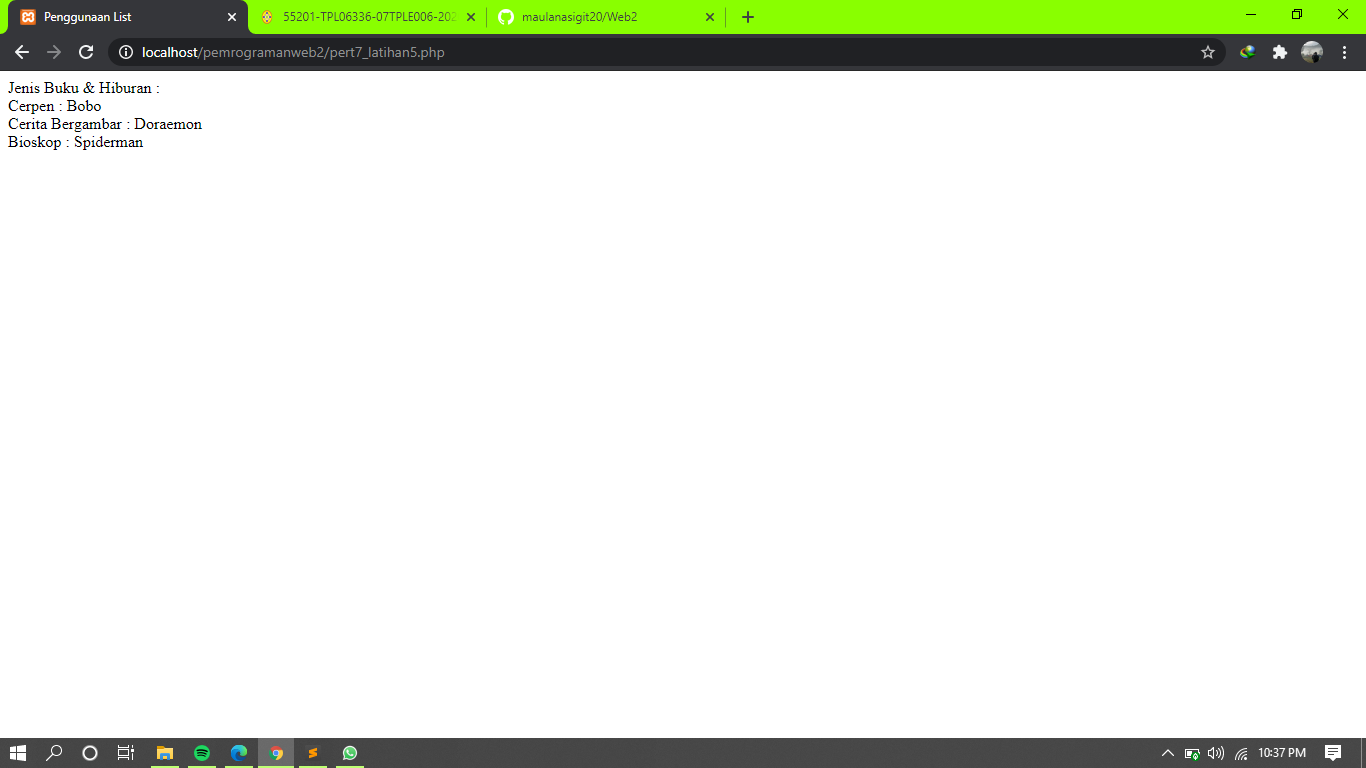 Penggunaan List
55201-TPL06336-07TPLE006-202
maulanasigit20/Web2
localhost/pemrogramanweb2/pert7_latihan5.php
Jenis Buku & Hiburan :
Cerpen : Bobo
Cerita Bergambar : Doraemon
Bioskop : Spiderman
10:37 PM